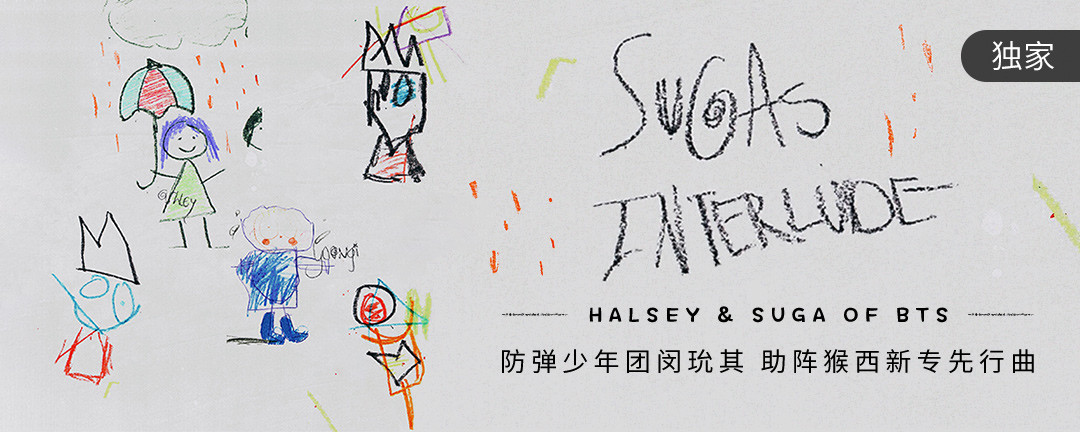 独家
SUGA's
INTERLUDE
HALSEY & SUGA OF BTS
防弹少年团闵玧其 助阵猴西新专先行曲
Yoongi